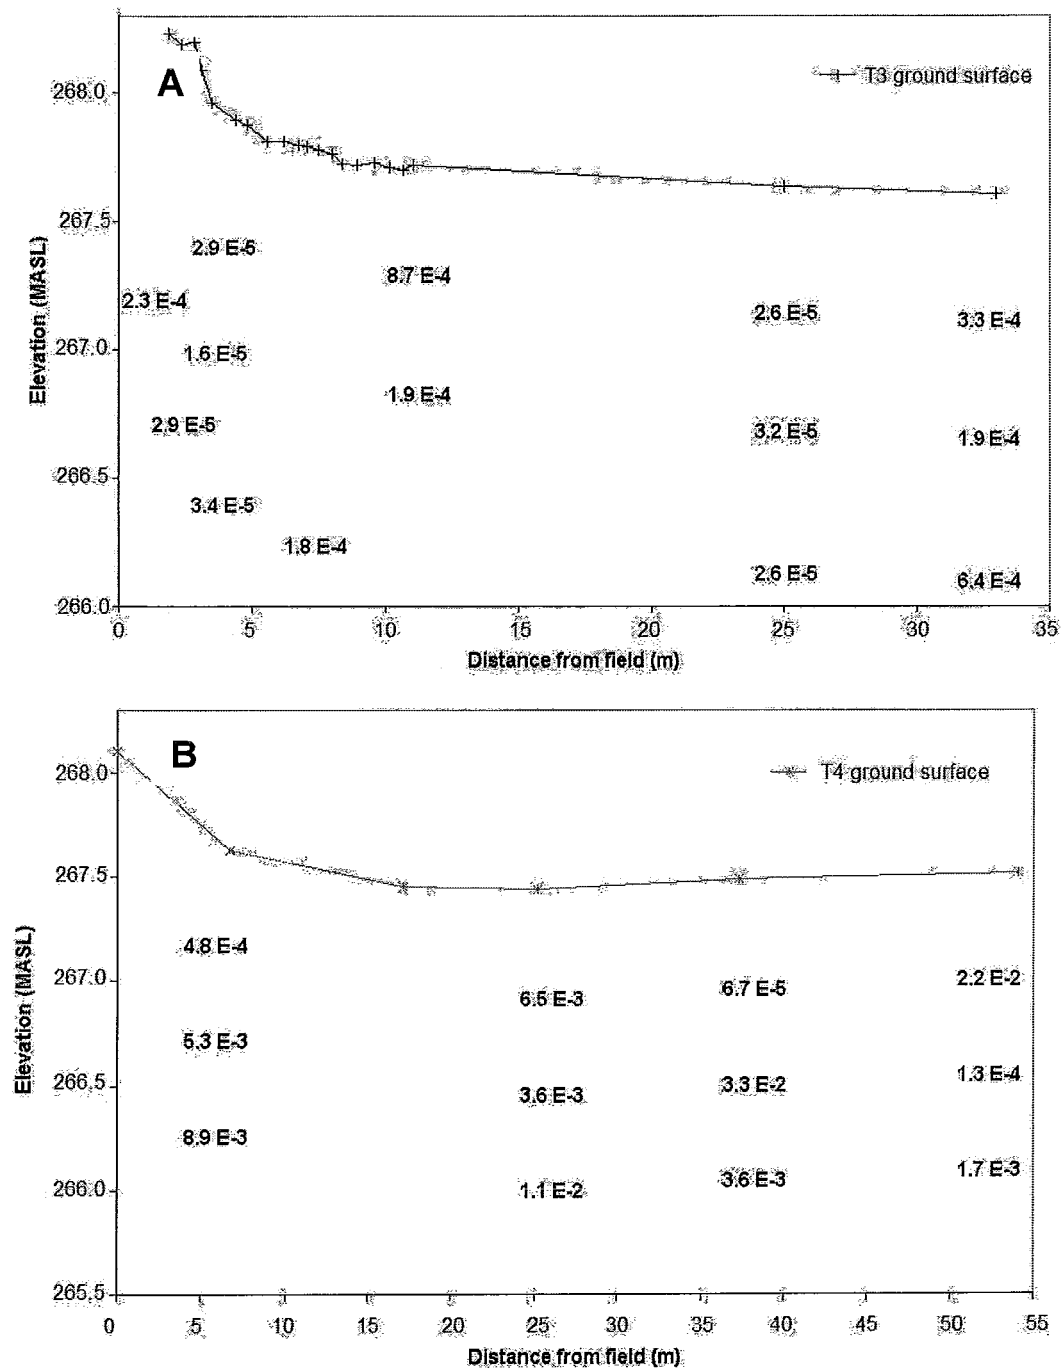 A
T3 ground surface
268.0
267.5
2.9 E-5
8.7 E-4
2.3 E-4
2.6 E-5
3.3 E-4
267.0
1.6 E-5
1.9 E-4
2.9 E-5
3.2 E-5
1.9 E-4
266.5
3.4 E-5
1.8 E-4
2.6 E-5
6.4 E-4
266.0
Elevation (MASL)
0 5 10 15 20 25 30 35
Distance from field (m)
B
T4 ground surface
268.0
267.5
4.8 E-4
267.0
6.5 E-3
6.7 E-5
2.2 E-2
5.3 E-3
266.5
3.6 E-3
3.3 E-2
1.3 E-4
8.9 E-3
266.0
1.1 E-2
3.6 E-3
1.7 E-3
265.5
Elevation (MASL)
0 5 10 15 20 25 30 35 40 45 50 55
Distance from field (m)